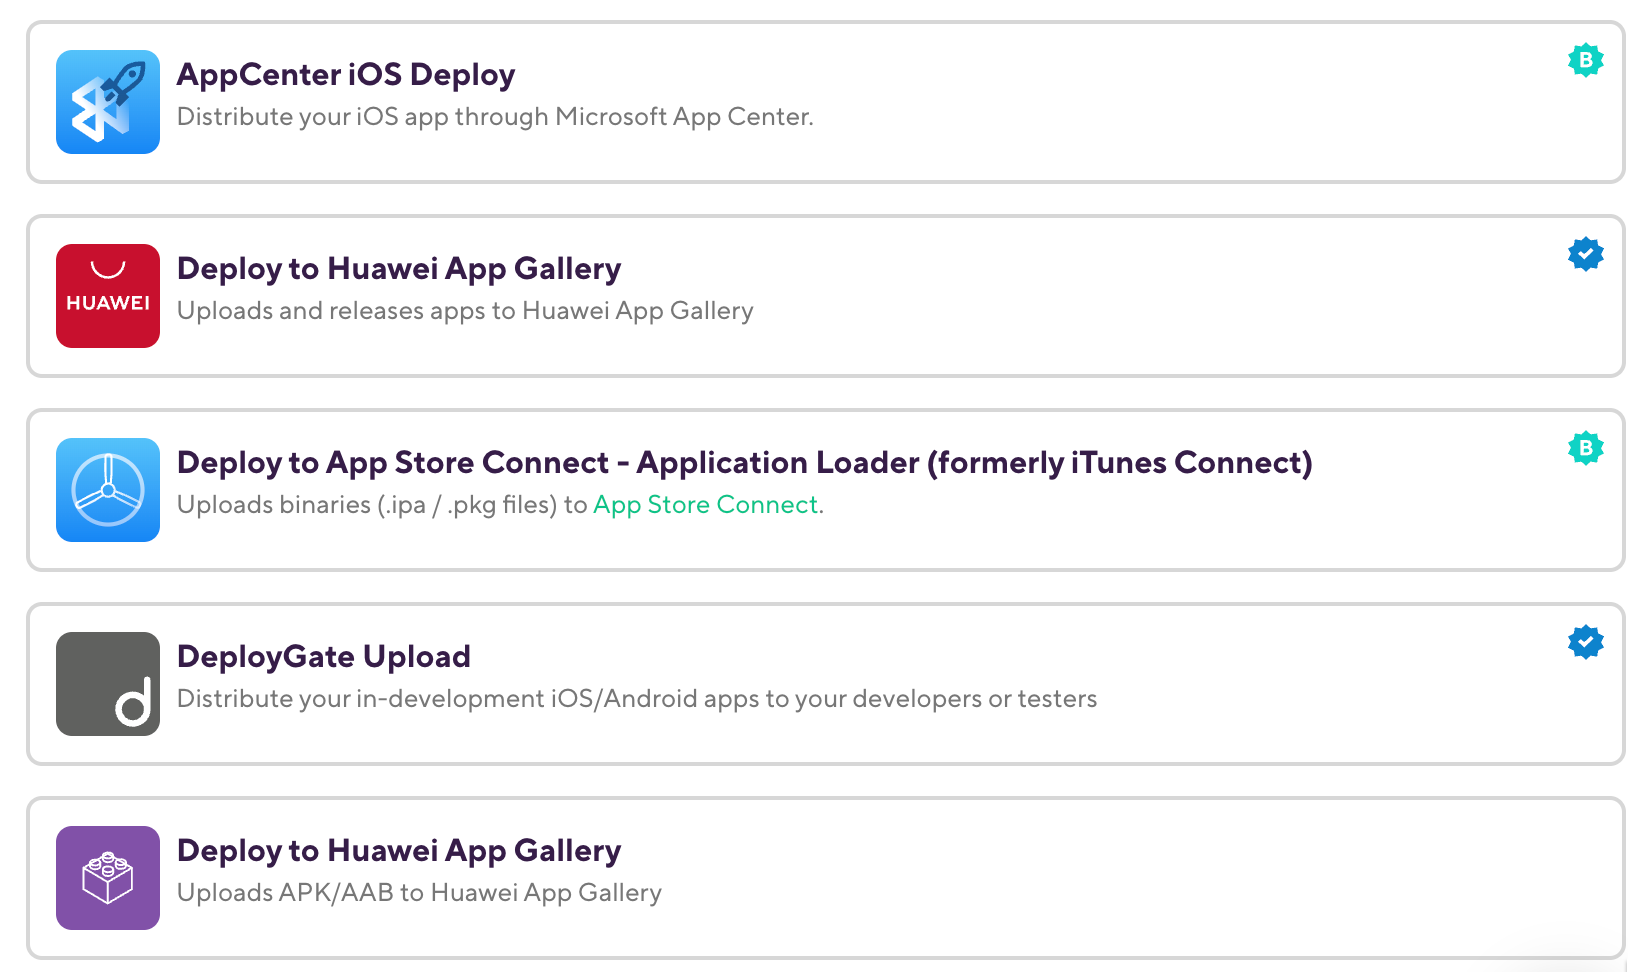 AppCenter iOS Deploy
B
Distribute your iOS app through Microsoft App Center.
HUAWEI
Deploy to Huawei App Gallery
Uploads and releases apps to Huawei App Gallery
Deploy to App Store Connect - Application Loader (formerly iTunes Connect)
B
Uploads binaries (.ipa / .pkg files) to App Store Connect.
d
DeployGate Upload
Distribute your in-development iOS/Android apps to your developers or testers
Deploy to Huawei App Gallery
Uploads APK/AAB to Huawei App Gallery